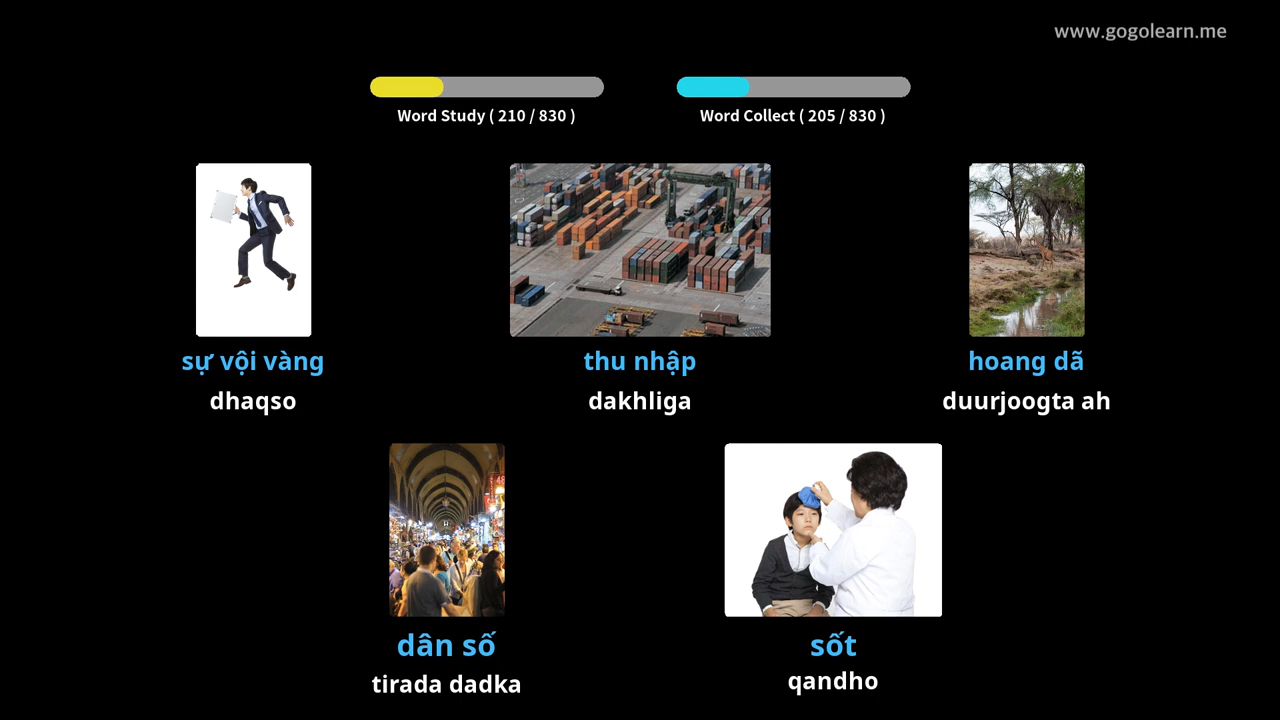 www.gogolearn.me
Word Study ( 210 / 830 )
Word Collect ( 205 / 830 )
sự vội vàng
thu nhập
hoang dã
dhaqso
dakhliga
duurjoogta ah
dân số
sốt
tirada dadka
qandho